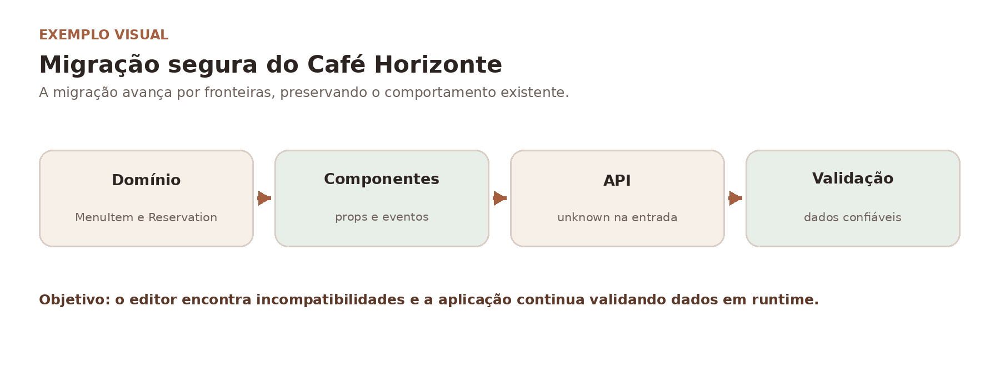 EXEMPLO VISUAL
Migração segura do Café Horizonte
A migração avança por fronteiras, preservando o comportamento existente.
Domínio
MenuItem e Reservation
Componentes
props e eventos
API
unknown na entrada
Validação
dados confiáveis
Objetivo: o editor encontra incompatibilidades e a aplicação continua validando dados em runtime.